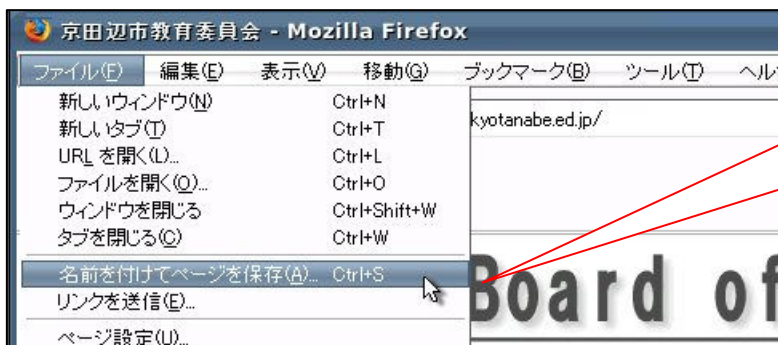 京田辺市教育委員会 - Mozilla Firefox
ファイル(F) 編集(E) 表示(V) 移動(G) ブックマーク(B) ツール(T) ヘル
新しいウィンドウ(N) Ctrl+N
新しいタブ(T) Ctrl+T
kyotanabe.ed.jp/
URL を開く(L)... Ctrl+L
ファイルを開く(O)... Ctrl+O
ウィンドウを閉じる Ctrl+Shift+W
タブを閉じる(C) Ctrl+W
名前を付けてページを保存(A)... Ctrl+S
Board of
リンクを送信(E)...
ページ設定(U)...